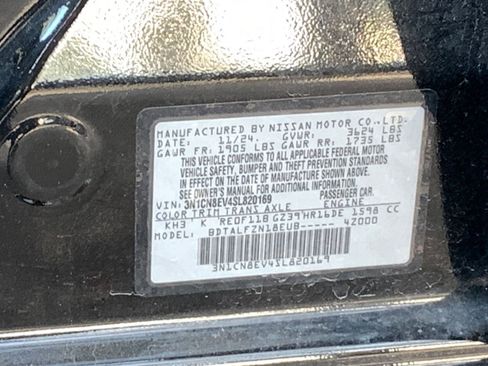 MANUFACTURED BY NISSAN MOTOR CO.,LTD.
DATE: 11/24 GVWR: 3624 LBS
GAWR FR: 1905 LBS GAWR RR: 1735 LBS
THIS VEHICLE CONFORMS TO ALL APPLICABLE FEDERAL MOTOR
VEHICLE SAFETY, BUMPER AND THEFT PREVENTION STANDARDS
IN EFFECT ON THE DATE OF MANUFACTURE SHOWN ABOVE.
SEE OWNER'S MANUAL FOR ADDITIONAL INFORMATION
VIN: 3N1CN8EV4SL820169 PASSENGER CAR.
COLOR TRIM TRANS AXLE ENGINE
KH3 K RE0F11B GZ39 HR16DE 1598 CC
MODEL: BDTALFZN18EUB----- 4Z000
3N1CN8EV4SL820169